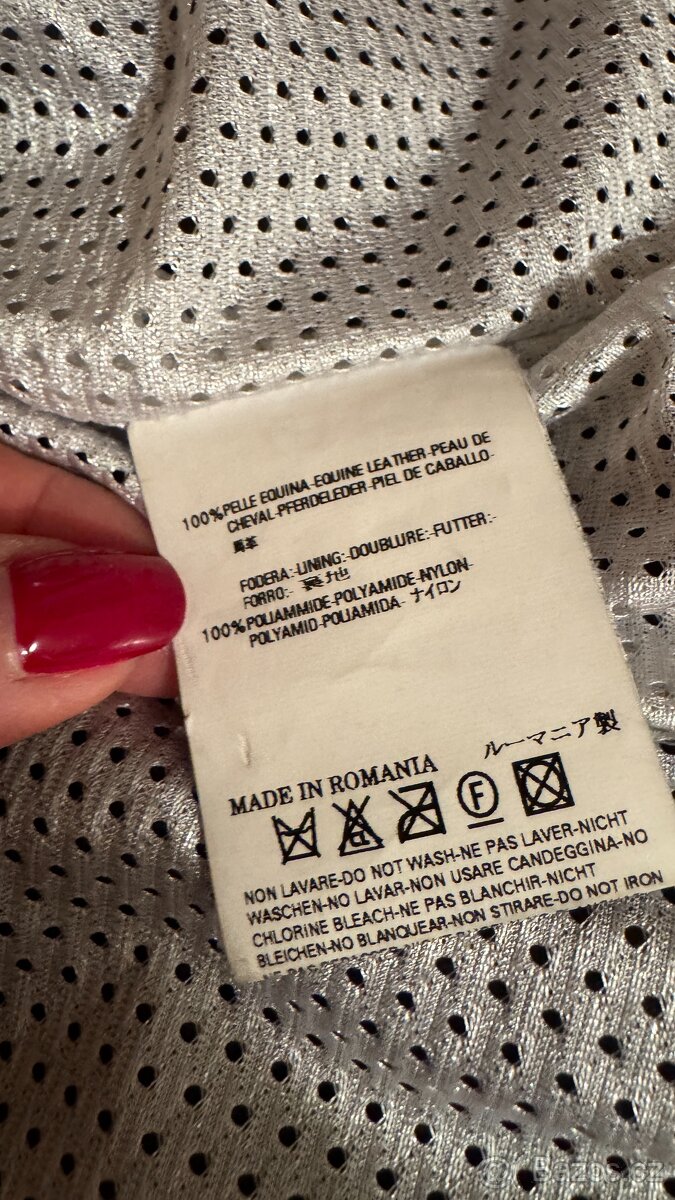 100% PELLE EQUINA-EQUINE LEATHER-PEAU DE
CHEVAL-PFERDELEDER-PIEL DE CABALLO-
馬革
FODERA:-LINING:-DOUBLURE:-FUTTER:-
FORRO:- 裏地
100% POLIAMMIDE-POLYAMIDE-NYLON-
POLYAMID-POLIAMIDA- ナイロン
ルーマニア製
MADE IN ROMANIA
cl F
NON LAVARE-DO NOT WASH-NE PAS LAVER-NICHT
WASCHEN-NO LAVAR-NON USARE CANDEGGINA-NO
CHLORINE BLEACH-NE PAS BLANCHIR-NICHT
BLEICHEN-NO BLANQUEAR-NON STIRARE-DO NOT IRON
Bazos.cz